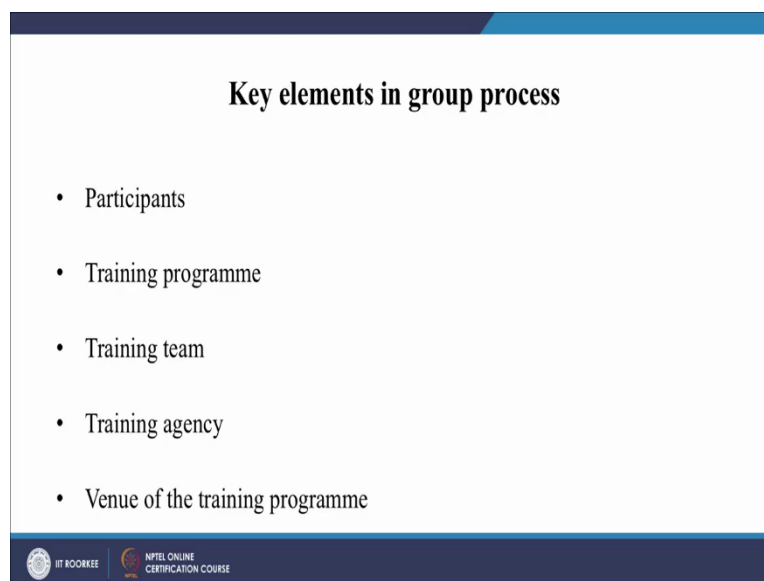 Key elements in group process
• Participants
• Training programme
• Training team
• Training agency
• Venue of the training programme
IIT ROORKEE
NPTEL ONLINE
CERTIFICATION COURSE